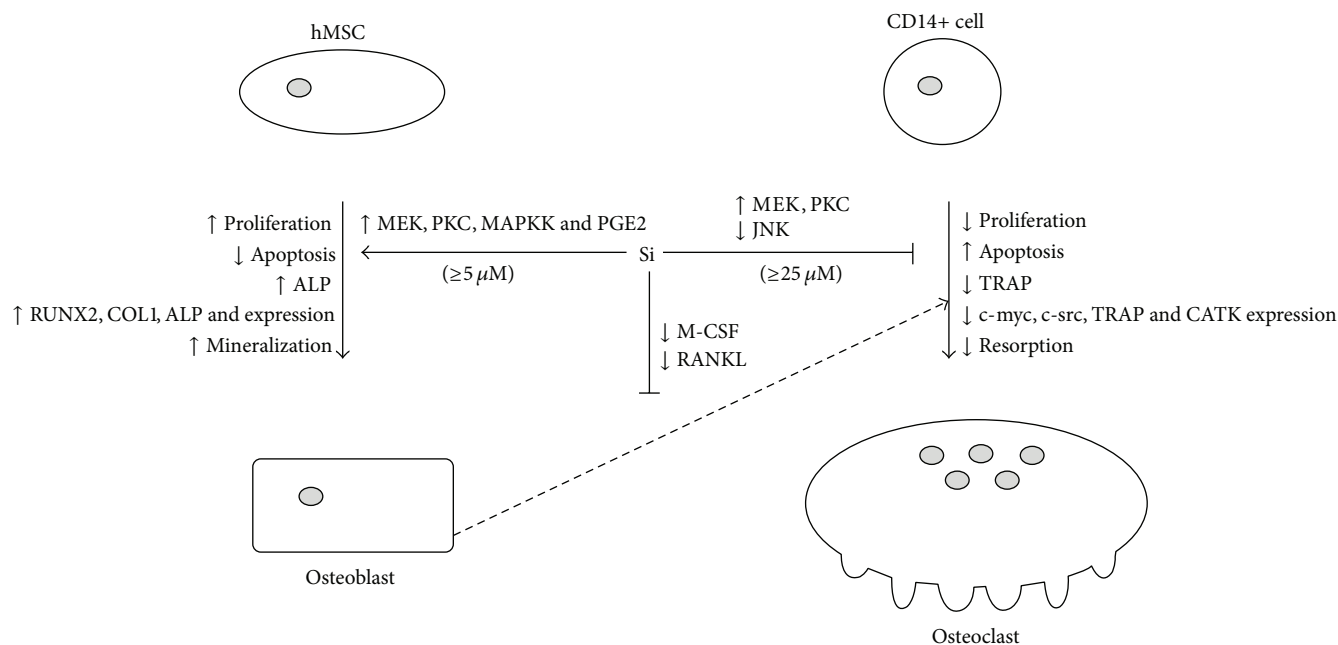 hMSC
CD14+ cell
↑ Proliferation
↓ Apoptosis
↑ ALP
↑ RUNX2, COL1, ALP and expression
↑ Mineralization
↑ MEK, PKC, MAPKK and PGE2
(≥5 μM)
Si
↑ MEK, PKC
↓ JNK
(≥25 μM)
↓ M-CSF
↓ RANKL
↓ Proliferation
↑ Apoptosis
↓ TRAP
↓ c-myc, c-src, TRAP and CATK expression
↓ Resorption
Osteoblast
Osteoclast